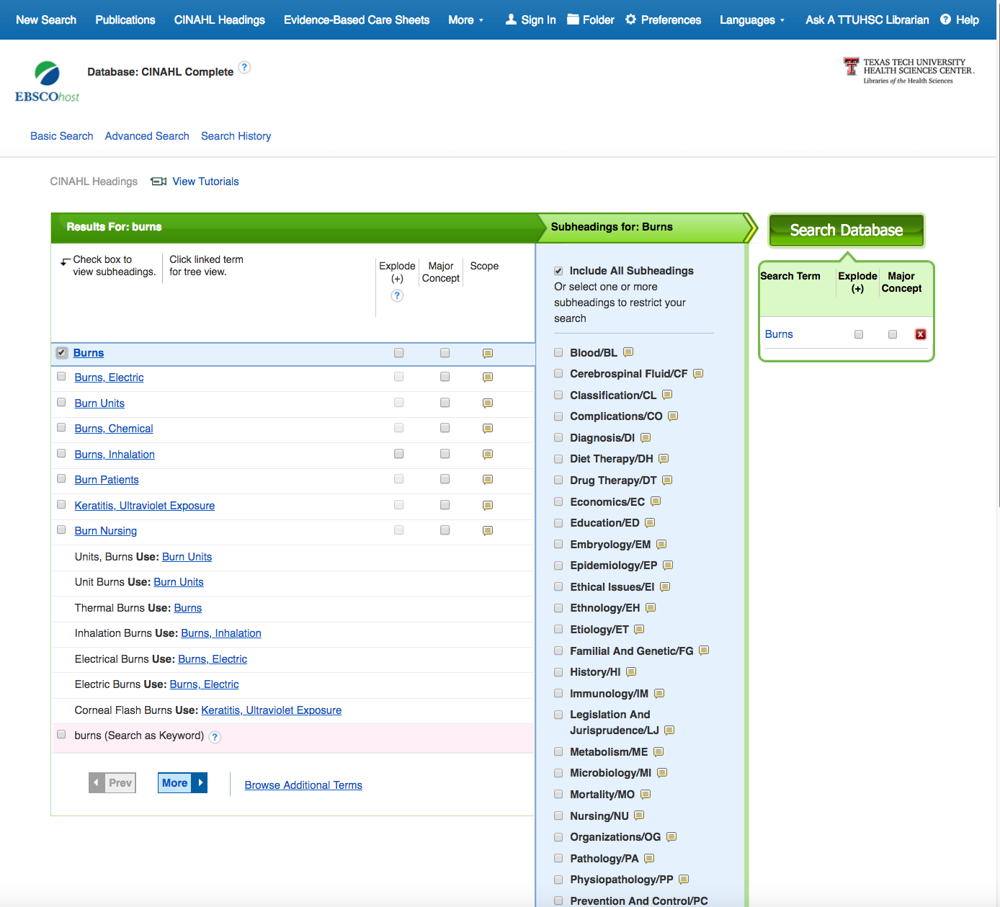 New Search Publications CINAHL Headings Evidence-Based Care Sheets More Sign In Folder Preferences Languages Ask A TTUHSC Librarian ? Help
EBSCOhost
Database: CINAHL Complete ?
TEXAS TECH UNIVERSITY
HEALTH SCIENCES CENTER.
Libraries of the Health Sciences
Basic Search Advanced Search Search History
CINAHL Headings View Tutorials
Results For: burns
Check box to
view subheadings.
Click linked term
for tree view.
Explode
(+)
?
Major
Concept
Scope
Burns
Burns, Electric
Burn Units
Burns, Chemical
Burns, Inhalation
Burn Patients
Keratitis, Ultraviolet Exposure
Burn Nursing
Units, Burns Use: Burn Units
Unit Burns Use: Burn Units
Thermal Burns Use: Burns
Inhalation Burns Use: Burns, Inhalation
Electrical Burns Use: Burns, Electric
Electric Burns Use: Burns, Electric
Corneal Flash Burns Use: Keratitis, Ultraviolet Exposure
burns (Search as Keyword) ?
Prev More Browse Additional Terms
Subheadings for: Burns
Include All Subheadings
Or select one or more
subheadings to restrict your
search
Blood/BL
Cerebrospinal Fluid/CF
Classification/CL
Complications/CO
Diagnosis/DI
Diet Therapy/DH
Drug Therapy/DT
Economics/EC
Education/ED
Embryology/EM
Epidemiology/EP
Ethical Issues/EI
Ethnology/EH
Etiology/ET
Familial And Genetic/FG
History/HI
Immunology/IM
Legislation And
Jurisprudence/LJ
Metabolism/ME
Microbiology/MI
Mortality/MO
Nursing/NU
Organizations/OG
Pathology/PA
Physiopathology/PP
Prevention And Control/PC
Search Database
Search Term
Explode
(+)
Major
Concept
Burns X